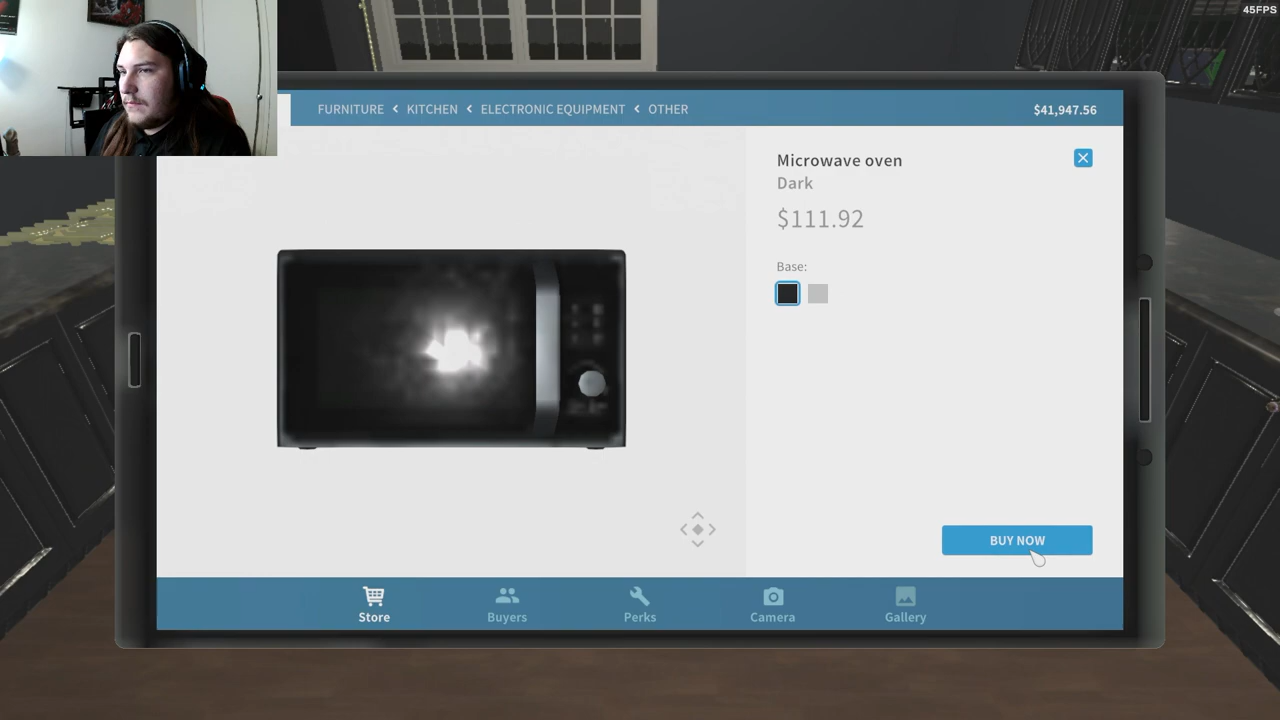 45FPS
FURNITURE < KITCHEN < ELECTRONIC EQUIPMENT < OTHER
$41,947.56
Microwave oven
Dark
$111.92
Base:
BUY NOW
Store
Buyers
Perks
Camera
Gallery